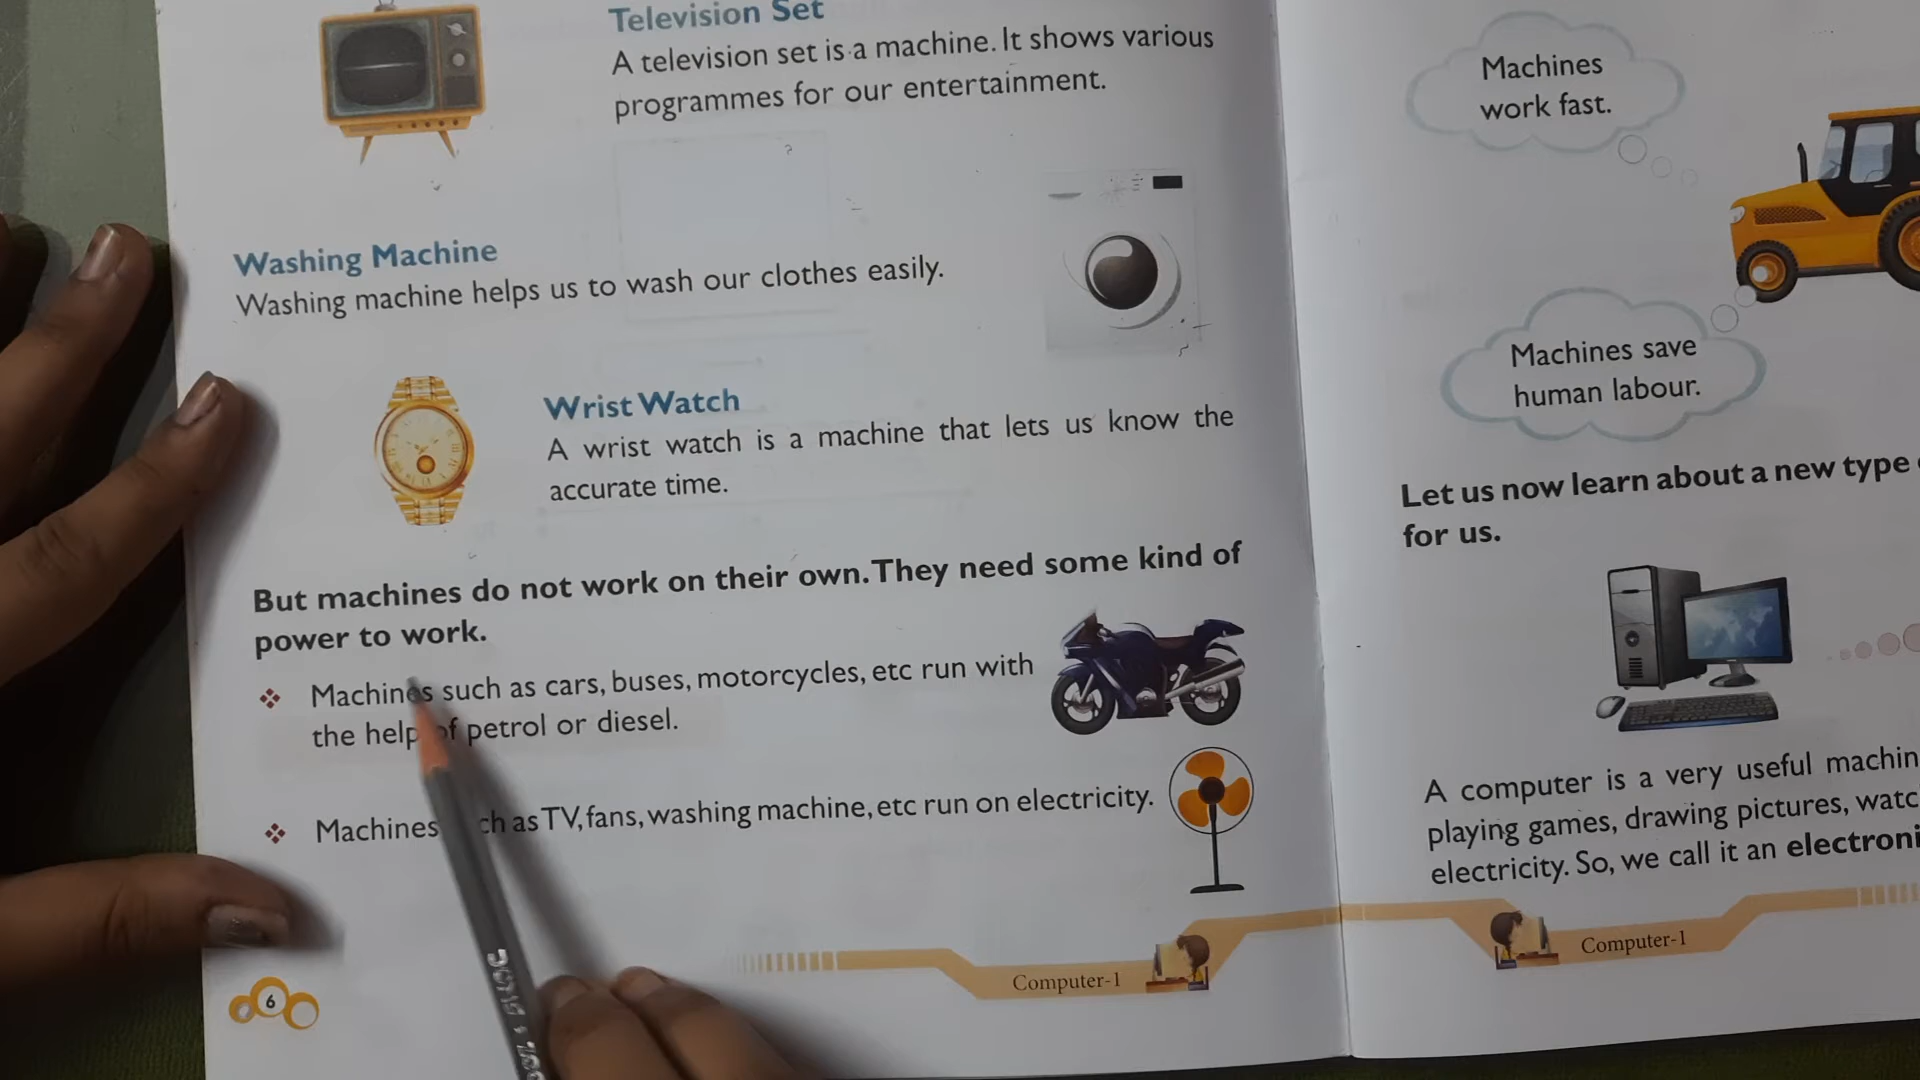 Television Set
A television set is a machine. It shows various
programmes for our entertainment.
Washing Machine
Washing machine helps us to wash our clothes easily.
Wrist Watch
A wrist watch is a machine that lets us know the
accurate time.
But machines do not work on their own. They need some kind of
power to work.
Machines such as cars, buses, motorcycles, etc run with
the help of petrol or diesel.
Machines as TV, fans, washing machine, etc run on electricity.
Computer-1
6
Machines
work fast.
Machines save
human labour.
Let us now learn about a new type
for us.
A computer is a very useful
playing games, drawing pictures,
electricity. So, we call it an
Computer-1